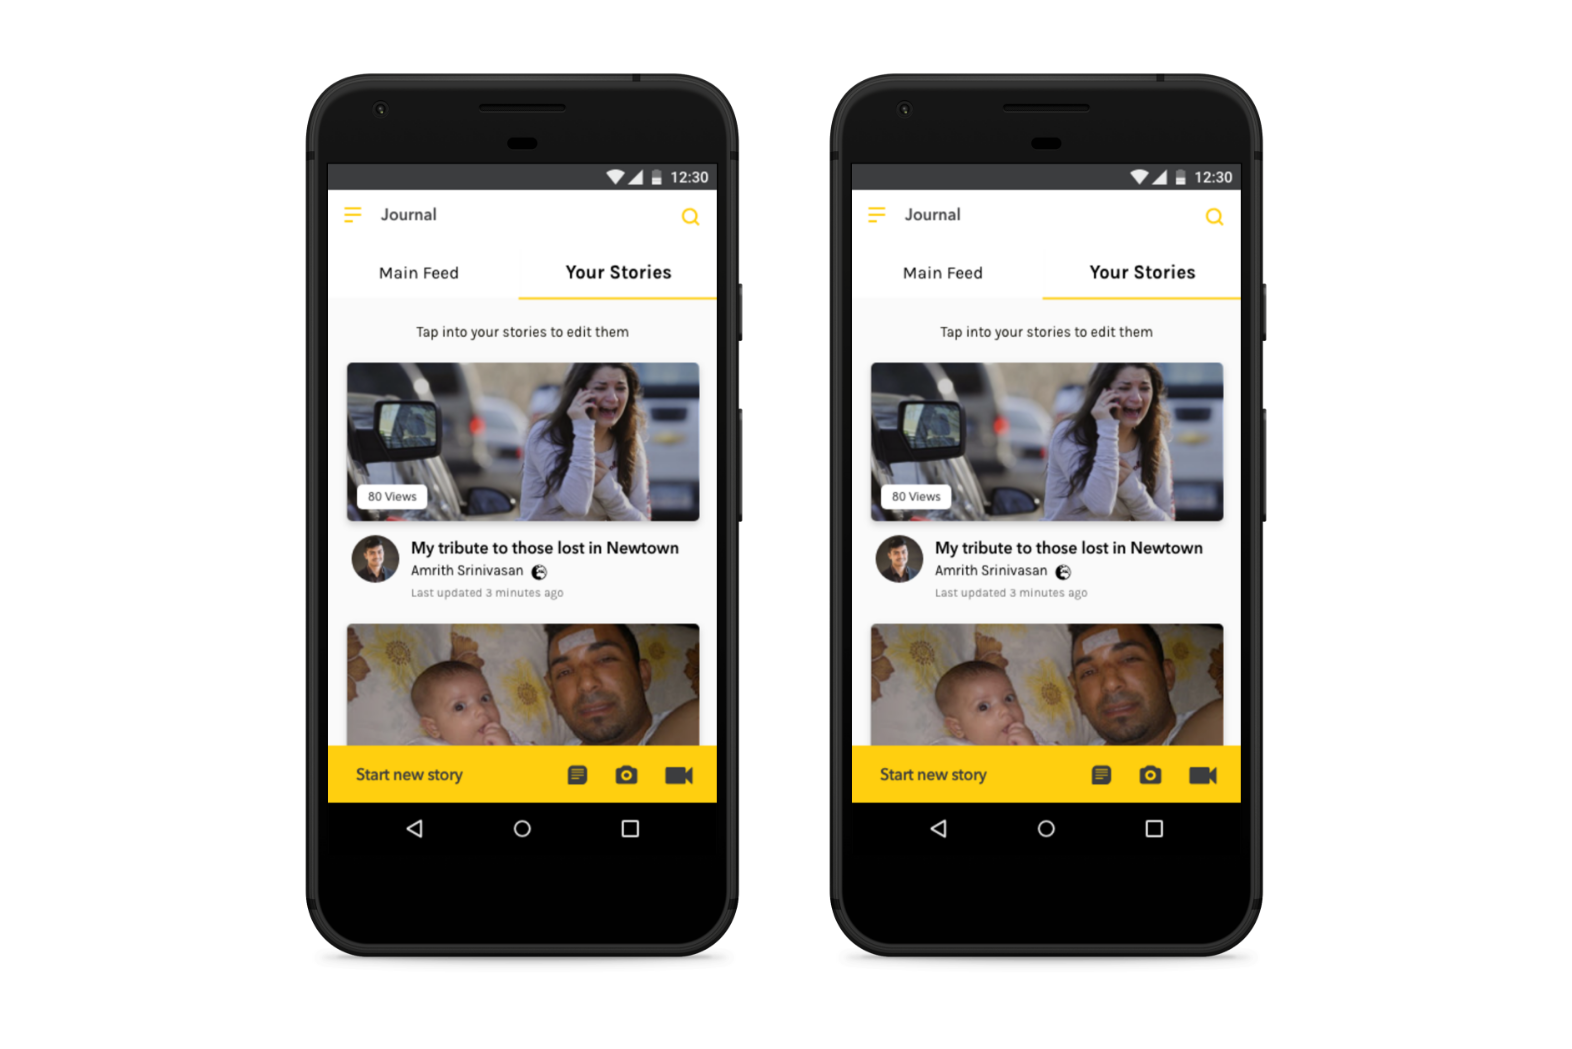 12:30
Journal
Main Feed Your Stories
Tap into your stories to edit them
80 Views
My tribute to those lost in Newtown
Amrith Srinivasan
Last updated 3 minutes ago
Start new story
12:30
Journal
Main Feed Your Stories
Tap into your stories to edit them
80 Views
My tribute to those lost in Newtown
Amrith Srinivasan
Last updated 3 minutes ago
Start new story